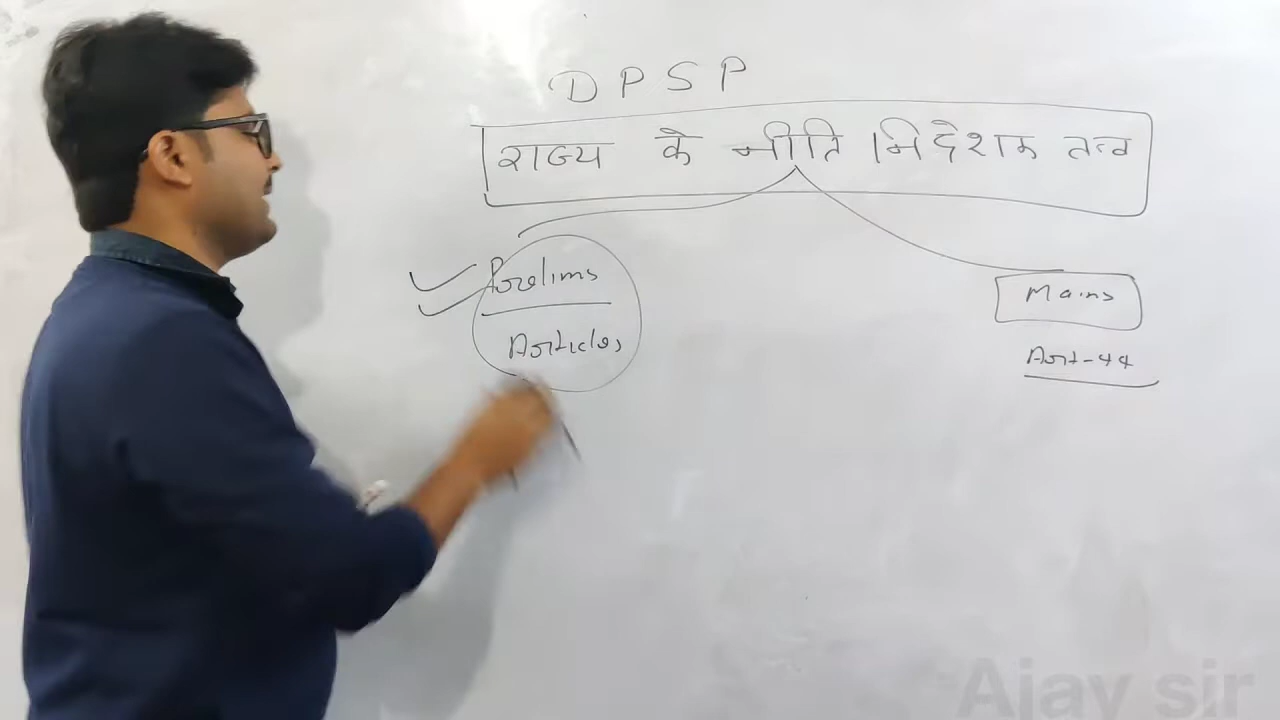 DPSP
राज्य के नीति निदेशक तत्व
Prelims
Articles
Mains
Art-44
Ajay sir